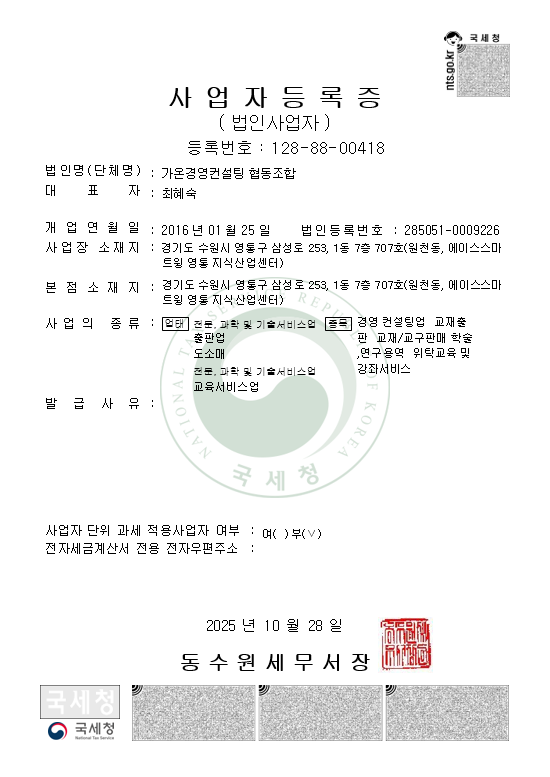 국세청
nts.go.kr
사업자등록증
( 법인사업자 )
등록번호 : 128-88-00418
법인명(단체명) : 가온경영컨설팅 협동조합
대 표 자 : 최혜숙
개 업 연 월 일 : 2016 년 01 월 25 일 법인등록번호 : 285051-0009226
사업장 소재지 : 경기도 수원시 영통구 삼성로 253, 1동 7층 707호(원천동, 에이스스마
트윙 영통 지식산업센터)
본 점 소 재 지 : 경기도 수원시 영통구 삼성로 253, 1동 7층 707호(원천동, 에이스스마
트윙 영통 지식산업센터)
사 업 의 종 류 : 업태 전문, 과학 및 기술서비스업 종목 경영 컨설팅업 교재출
출판업 판 교재/교구판매 학술
도소매 ,연구용역 위탁교육 및
전문, 과학 및 기술서비스업 강좌서비스
교육서비스업
발 급 사 유 :
NATIONAL TAX SE REPUBLIC OF KOREA
국세청
사업자 단위 과세 적용사업자 여부 : 여( ) 부(∨)
전자세금계산서 전용 전자우편주소 :
2025 년 10 월 28 일
동수원세무서장
국세청
국세청
National Tax Service